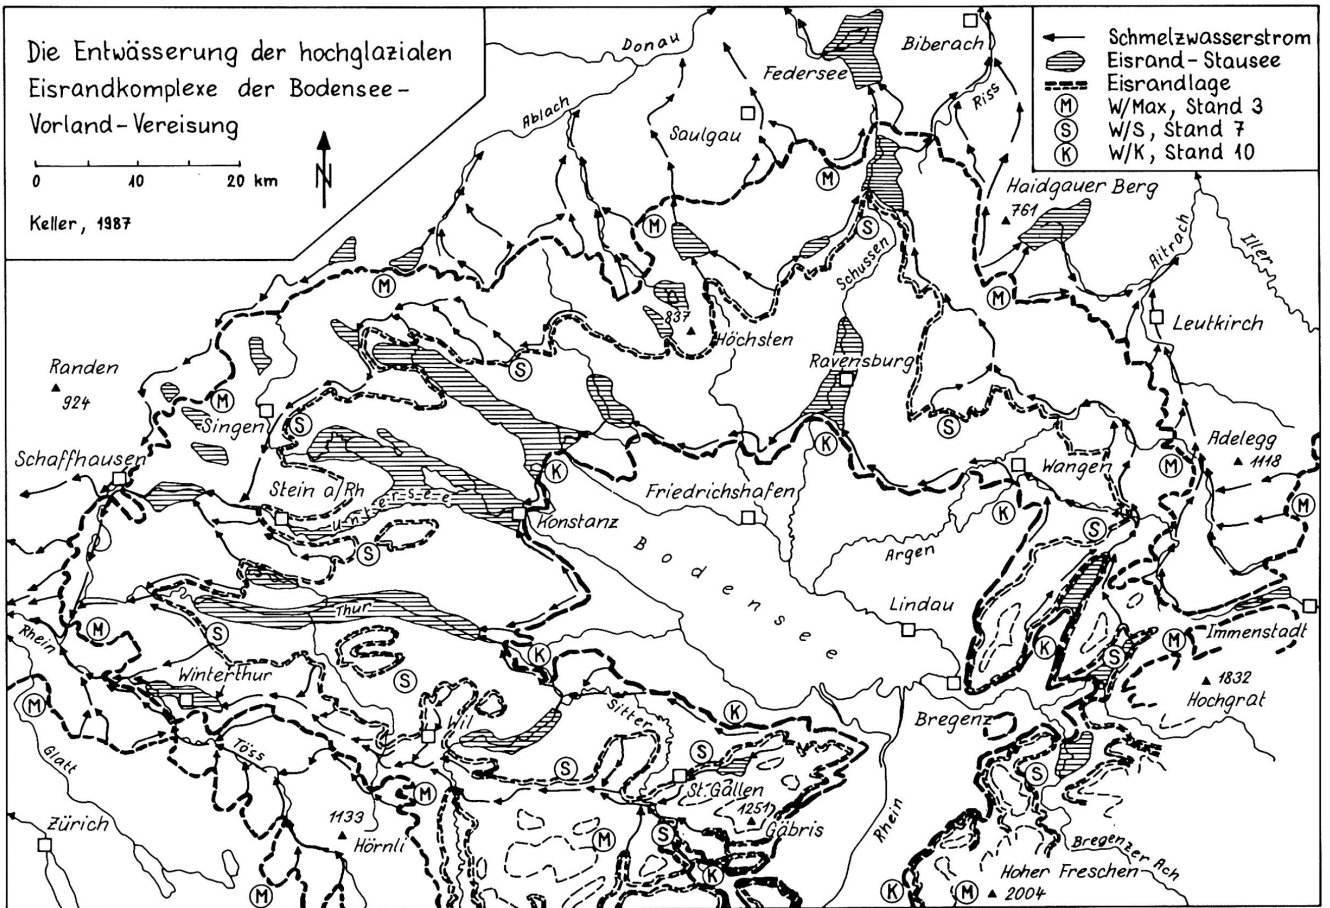 Die Entwässerung der hochglazialen
Eisrandkomplexe der Bodensee-
Vorland-Vereisung
0 10 20 km
N
Keller, 1987
Schmelzwasserstrom
Eisrand-Stausee
Eisrandlage
M W/Max, Stand 3
S W/S, Stand 7
K W/K, Stand 10
Donau
Biberach
Federsee
Ablach
Riss
Saulgau
M
M
Haidgauer Berg
761
S
Schussen
Aitrach
Iller
M
M
837
Höchsten
Leutkirch
Randen
924
S
Ravensburg
M
Singen
S
S
K
Schaffhausen
K
Wangen
M
Adelegg
1118
Stein a/Rh
Untersee
Konstanz
Friedrichshafen
K
S
M
S
Argen
Bodensee
Thur
Lindau
Rhein
M
S
K
K
S
M
Immenstadt
Winterthur
S
1832
Hochgrat
M
Wil
Sitter
K
Bregenz
Glatt
Töss
S
S
St. Gallen
S
Zürich
1133
Hörnli
M
M
S
1251
Gäbris
Rhein
Bregenzer Ach
M
K
K
M
Hoher Freschen
2004